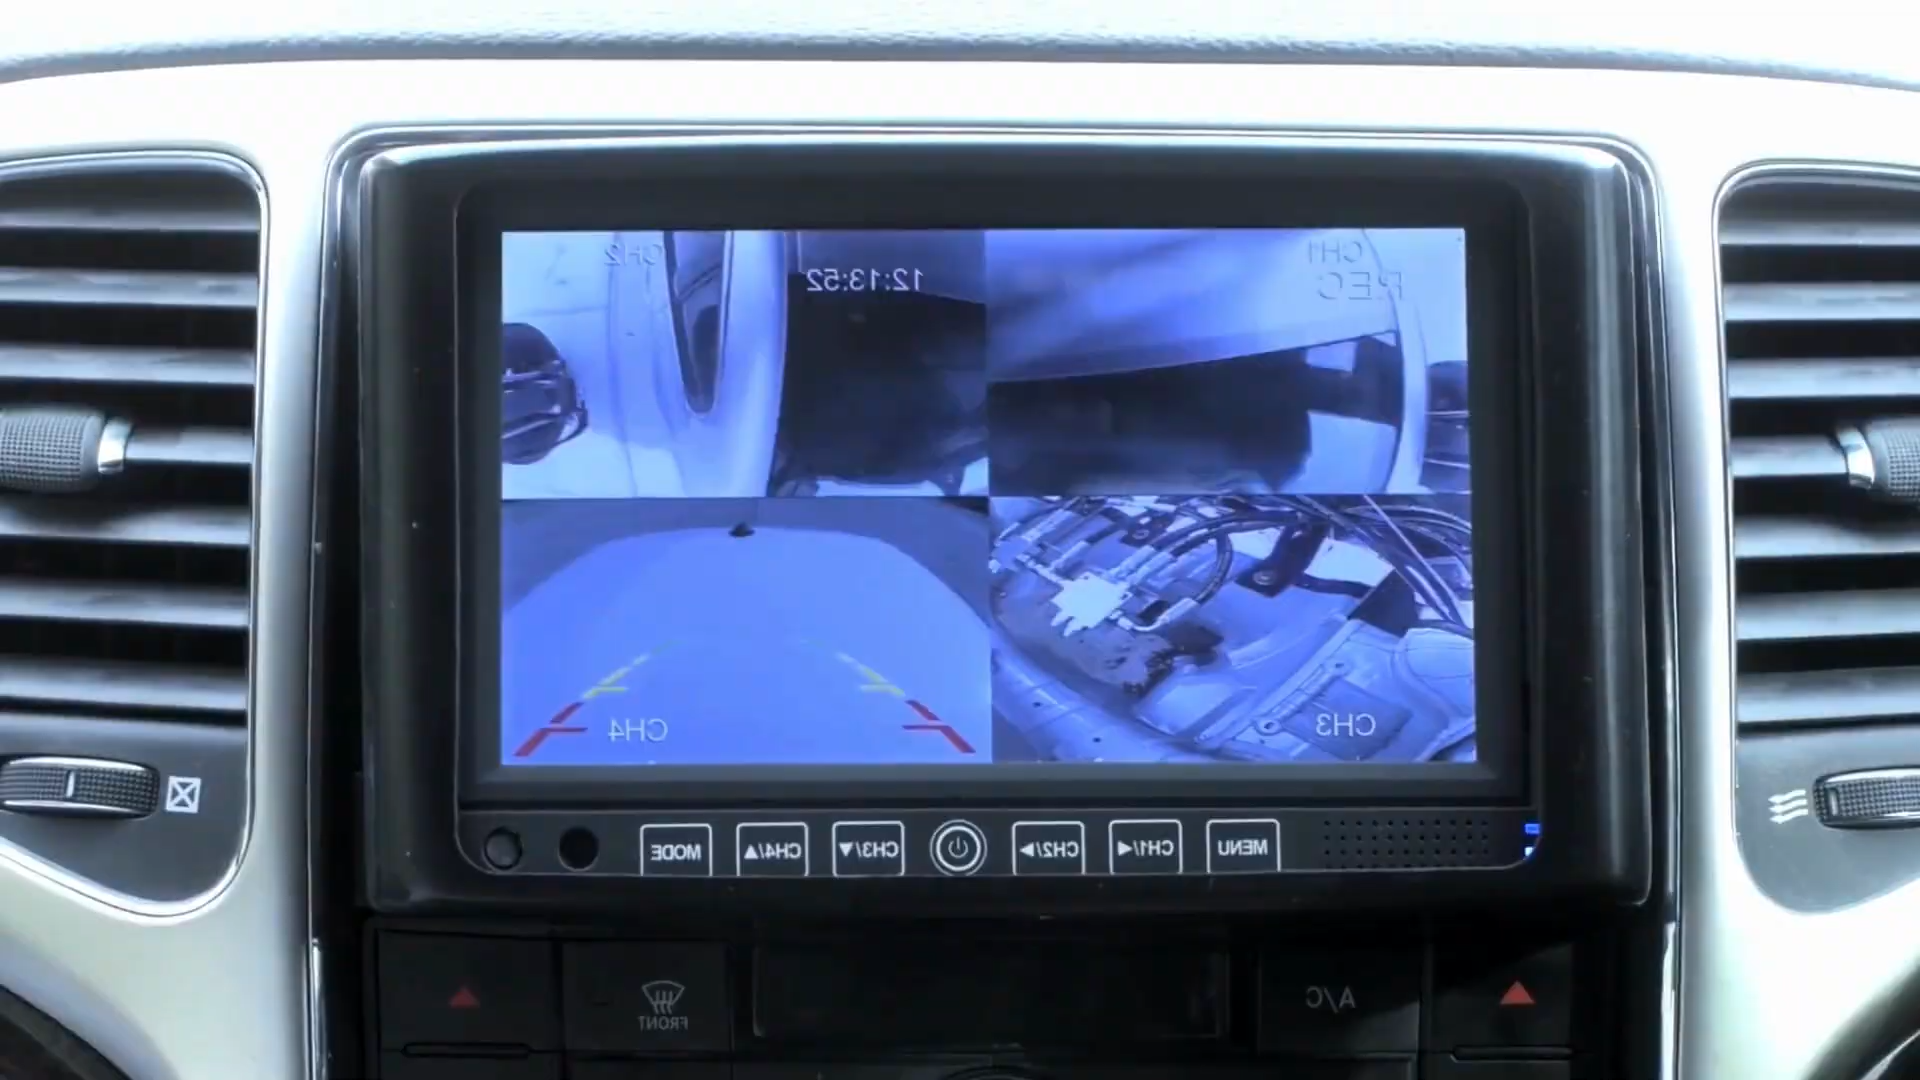 CH2
CH1
12:13:52
REC
CH4
CH3
MODE
CH4/▲
CH3/▼
CH2/◀
CH1/▶
MENU
FRONT
A/C